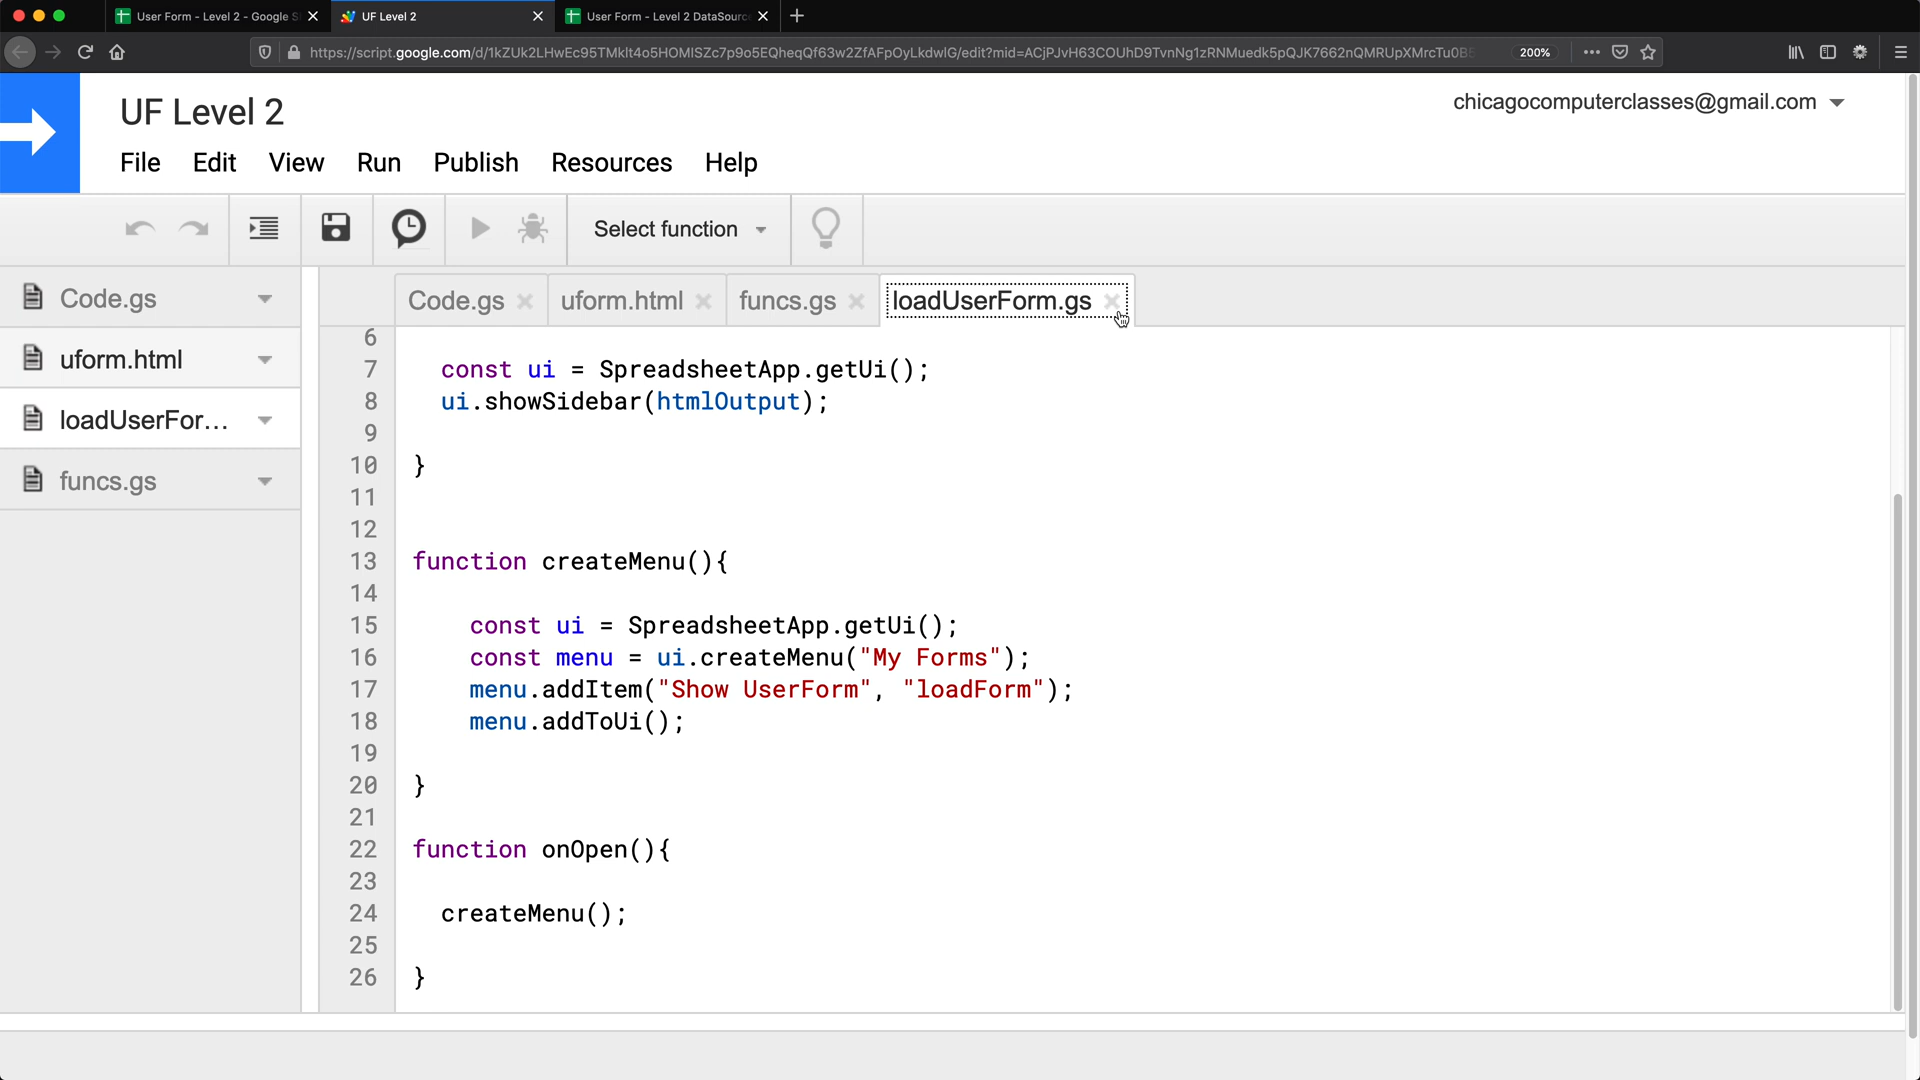 User Form - Level 2 - Google S
UF Level 2
User Form - Level 2 DataSourc
https://script.google.com/d/1kZUk2LHwEc95TMklt4o5HOMISZc7p9o5EQheqQf63w2ZfAFpOyLkdwlG/edit?mid=ACjPJvH63COUhD9TvnNg1zRNMuedk5pQJK7662nQMRUpXMrcTu0B5
200%
UF Level 2
chicagocomputerclasses@gmail.com
File Edit View Run Publish Resources Help
Select function
Code.gs
uform.html
loadUserFor...
funcs.gs
Code.gs uform.html funcs.gs loadUserForm.gs
6
7 const ui = SpreadsheetApp.getUi();
8 ui.showSidebar(htmlOutput);
9
10 }
11
12
13 function createMenu(){
14
15 const ui = SpreadsheetApp.getUi();
16 const menu = ui.createMenu("My Forms");
17 menu.addItem("Show UserForm", "loadForm");
18 menu.addToUi();
19
20 }
21
22 function onOpen(){
23
24 createMenu();
25
26 }